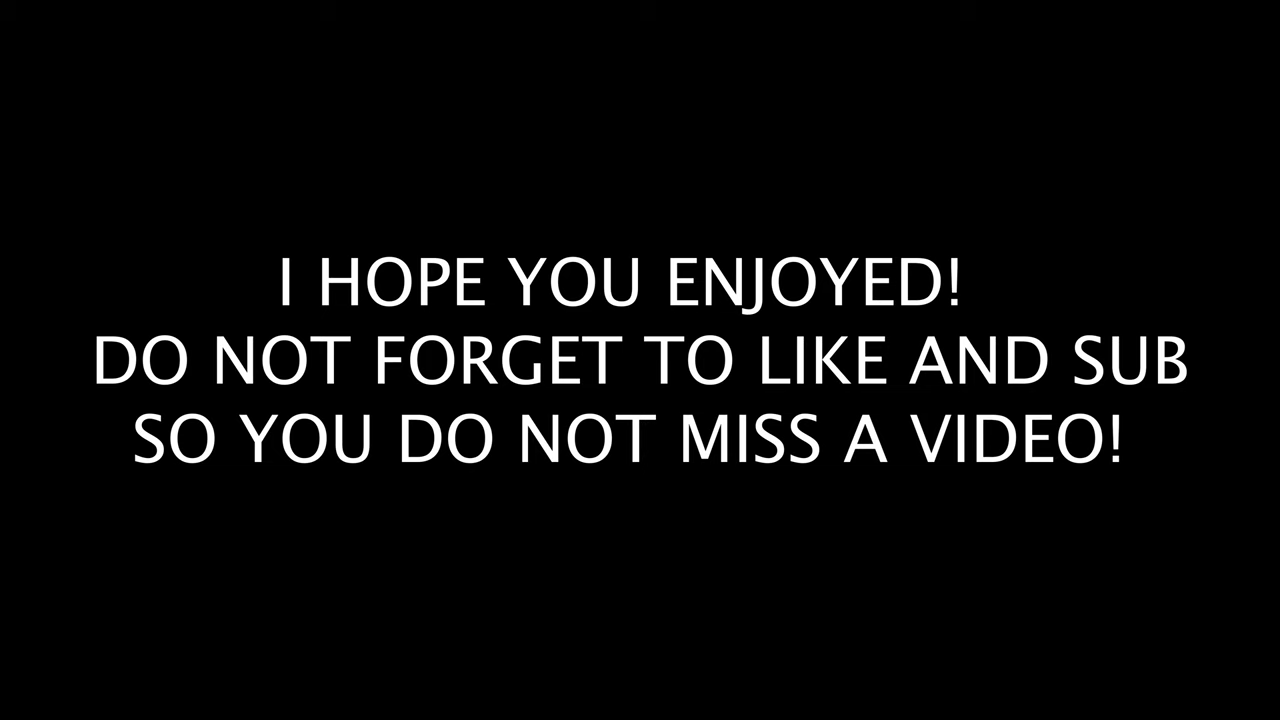 I HOPE YOU ENJOYED!
DO NOT FORGET TO LIKE AND SUB
SO YOU DO NOT MISS A VIDEO!